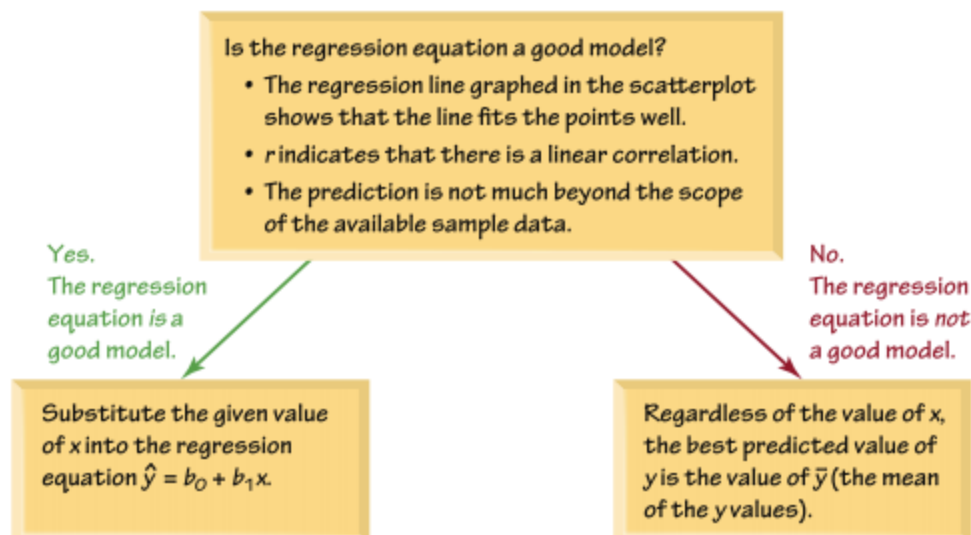 Is the regression equation a good model?
• The regression line graphed in the scatterplot
shows that the line fits the points well.
• r indicates that there is a linear correlation.
• The prediction is not much beyond the scope
of the available sample data.
Yes.
The regression
equation is a
good model.
No.
The regression
equation is not
a good model.
Substitute the given value
of x into the regression
equation ŷ = b₀ + b₁x.
Regardless of the value of x,
the best predicted value of
y is the value of ȳ (the mean
of the y values).